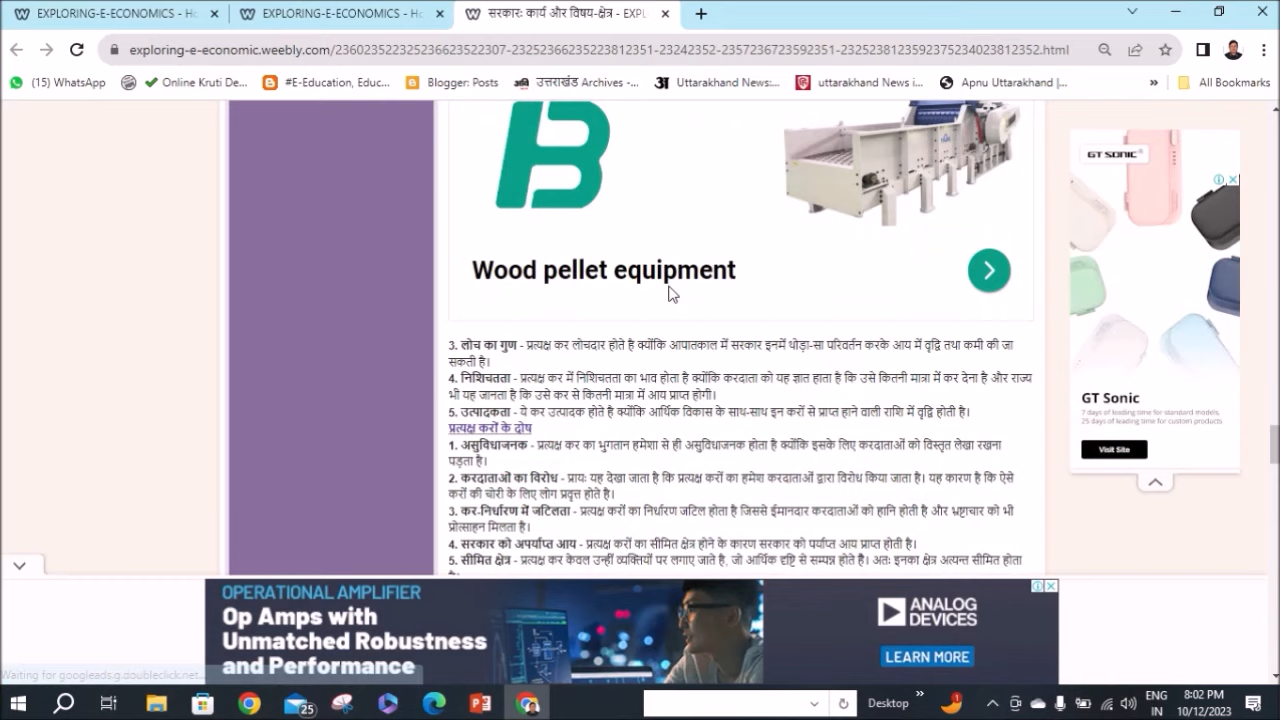 EXPLORING-E-ECONOMICS - Ho
EXPLORING-E-ECONOMICS - Ho
सरकारः कार्य और विषय-क्षेत्र - EXPL
exploring-e-economic.weebly.com/236023522325236623522307-23252366235223812351-23242352-2357236723592351-232523812359237523402381 2352.html
(15) WhatsApp
Online Kruti De...
#E-Education, Educ...
Blogger: Posts
उत्तराखंड Archives -...
Uttarakhand News:...
uttarakhand News i...
Apnu Uttarakhand |...
»
All Bookmarks
Wood pellet equipment
3. लोच का गुण - प्रत्यक्ष कर लोचदार होते है क्योंकि आपातकाल में सरकार इनमें थोड़ा-सा परिवर्तन करके आय में वृद्वि तथा कमी की जा
सकती है।
4. निशिचतता - प्रत्यक्ष कर में निशिचतता का भाव होता है क्योंकि करदाता को यह ज्ञात हाता है कि उसे कितनी मात्रा में कर देना है और राज्य
भी यह जानता है कि उसे कर से कितनी मात्रा में आय प्राप्त होगी।
5. उत्पादकता - ये कर उत्पादक होते है क्योंकि आर्थिक विकास के साथ-साथ इन करों से प्राप्त हाने वाली राशि में वृद्वि होती है।
प्रत्यक्ष करों के दोष
1. असुविधाजनक - प्रत्यक्ष कर का भुगतान हमेशा से ही असुविधाजनक होता है क्योंकि इसके लिए करदाताओं को विस्तृत लेखा रखना
पड़ता है।
2. करदाताओं का विरोध - प्रायः यह देखा जाता है कि प्रत्यक्ष करों का हमेश करदाताओं द्वारा विरोध किया जाता है। यह कारण है कि ऐसे
करों की चोरी के लिए लोग प्रवृत्त होते है।
3. कर-निर्धारण में जटिलता - प्रत्यक्ष करों का निर्धारण जटिल होता है जिससे ईमानदार करदाताओं को हानि होती है और भ्रष्टाचार को भी
प्रोत्साहन मिलता है।
4. सरकार को अपर्याप्त आय - प्रत्यक्ष करों का सीमित क्षेत्र होने के कारण सरकार को पर्याप्त आय प्राप्त होती है।
5. सीमित क्षेत्र - प्रत्यक्ष कर केवल उन्हीं व्यक्तियों पर लगाए जाते है, जो आर्थिक दृष्टि से सम्पन्न होते है। अतः इनका क्षेत्र अत्यन्त सीमित होता
GT SONIC
GT Sonic
7 days of leading time for standard models,
25 days of leading time for custom products
Visit Site
OPERATIONAL AMPLIFIER
Op Amps with
Unmatched Robustness
and Performance
ANALOG
DEVICES
LEARN MORE
Waiting for googleads.g.doubleclick.net...
25
Desktop
»
1
ENG
IN
8:02 PM
10/12/2023